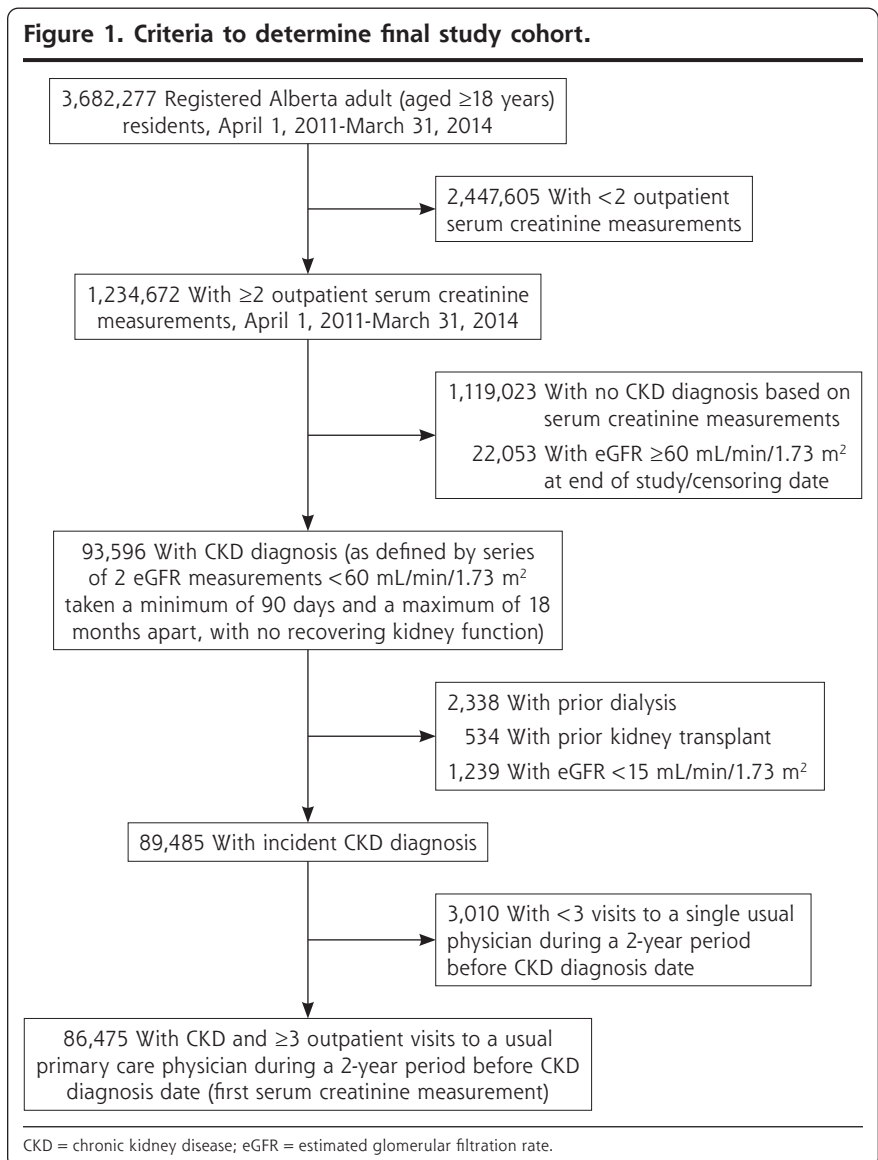 Figure 1. Criteria to determine final study cohort.
3,682,277 Registered Alberta adult (aged ≥18 years)
residents, April 1, 2011-March 31, 2014
2,447,605 With <2 outpatient
serum creatinine measurements
1,234,672 With ≥2 outpatient serum creatinine
measurements, April 1, 2011-March 31, 2014
1,119,023 With no CKD diagnosis based on
serum creatinine measurements
22,053 With eGFR ≥60 mL/min/1.73 m²
at end of study/censoring date
93,596 With CKD diagnosis (as defined by series
of 2 eGFR measurements <60 mL/min/1.73 m²
taken a minimum of 90 days and a maximum of 18
months apart, with no recovering kidney function)
2,338 With prior dialysis
534 With prior kidney transplant
1,239 With eGFR <15 mL/min/1.73 m²
89,485 With incident CKD diagnosis
3,010 With <3 visits to a single usual
physician during a 2-year period
before CKD diagnosis date
86,475 With CKD and ≥3 outpatient visits to a usual
primary care physician during a 2-year period before CKD
diagnosis date (first serum creatinine measurement)
CKD = chronic kidney disease; eGFR = estimated glomerular filtration rate.